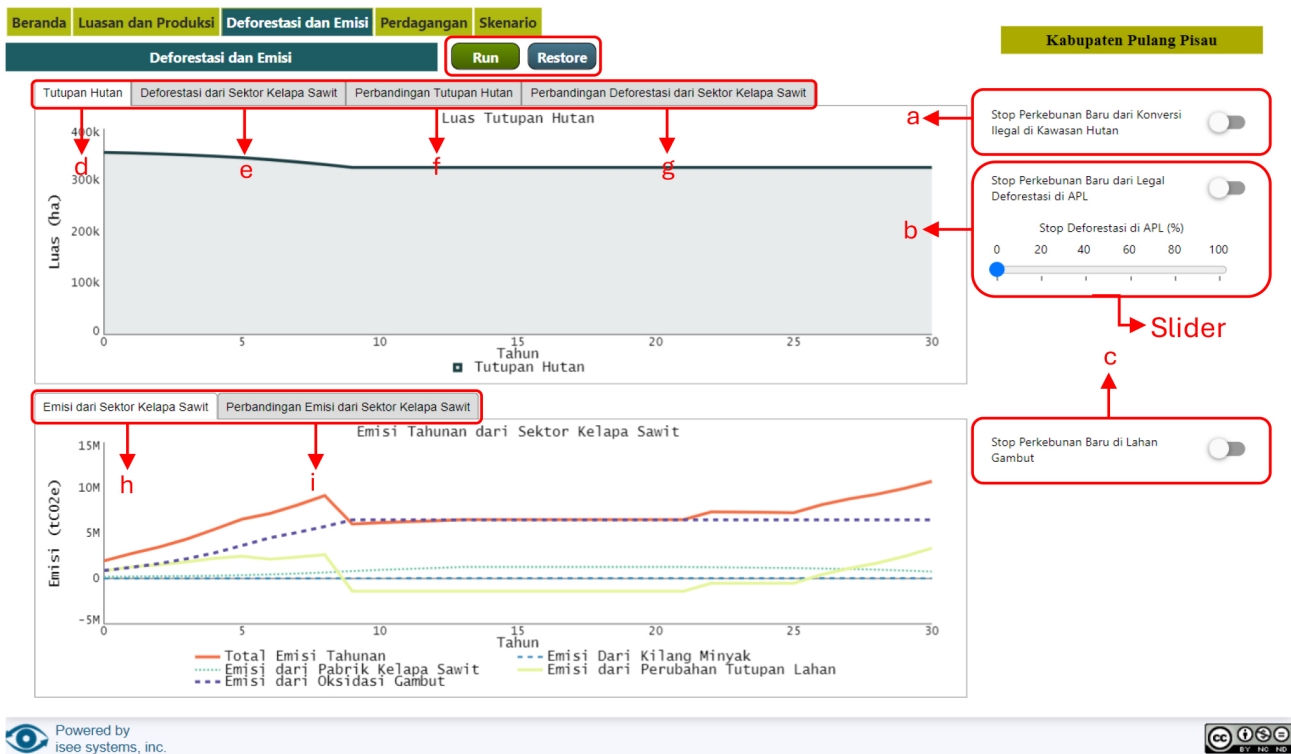 Beranda Luasan dan Produksi Deforestasi dan Emisi Perdagangan Skenario
Deforestasi dan Emisi
Run Restore
Kabupaten Pulang Pisau
Tutupan Hutan Deforestasi dari Sektor Kelapa Sawit Perbandingan Tutupan Hutan Perbandingan Deforestasi dari Sektor Kelapa Sawit
Luas Tutupan Hutan
400k
300k
200k
100k
0
Luas (ha)
d
e
f
g
0 5 10 15 20 25 30
Tahun
Tutupan Hutan
a
Stop Perkebunan Baru dari Konversi
Ilegal di Kawasan Hutan
b
Stop Perkebunan Baru dari Legal
Deforestasi di APL
Stop Deforestasi di APL (%)
0 20 40 60 80 100
Slider
c
Stop Perkebunan Baru di Lahan
Gambut
Emisi dari Sektor Kelapa Sawit Perbandingan Emisi dari Sektor Kelapa Sawit
Emisi Tahunan dari Sektor Kelapa Sawit
15M
10M
5M
0
-5M
Emisi (tCO2e)
h
i
0 5 10 15 20 25 30
Tahun
Total Emisi Tahunan
Emisi Dari Kilang Minyak
Emisi dari Pabrik Kelapa Sawit
Emisi dari Perubahan Tutupan Lahan
Emisi dari Oksidasi Gambut
Powered by
isee systems, inc.
cc
BY NC ND